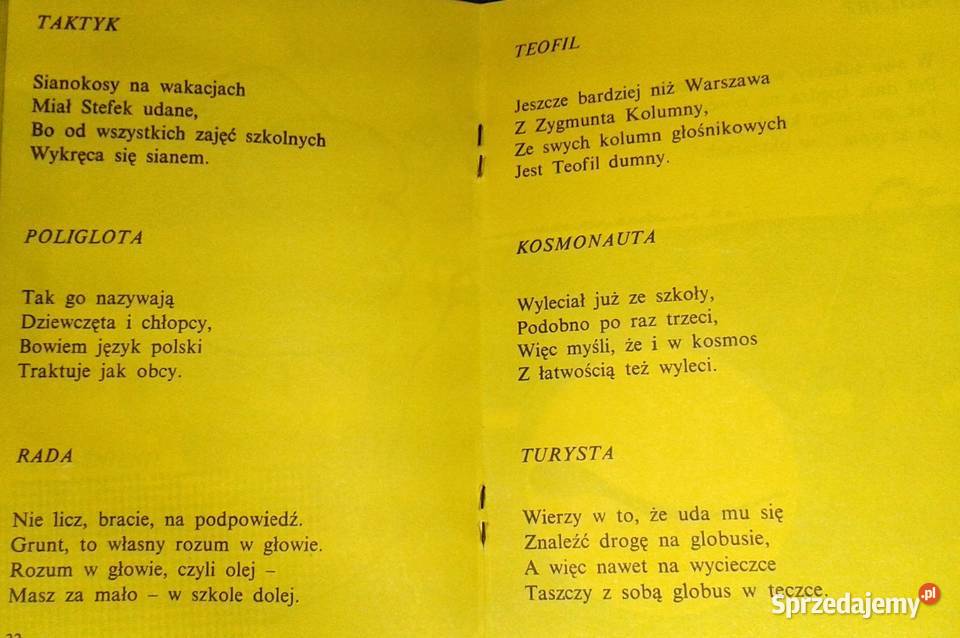 TAKTYK
Sianokosy na wakacjach
Miał Stefek udane,
Bo od wszystkich zajęć szkolnych
Wykręca się sianem.
POLIGLOTA
Tak go nazywają
Dziewczęta i chłopcy,
Bowiem język polski
Traktuje jak obcy.
RADA
Nie licz, bracie, na podpowiedź.
Grunt, to własny rozum w głowie.
Rozum w głowie, czyli olej –
Masz za mało – w szkole dolej.
TEOFIL
Jeszcze bardziej niż Warszawa
Z Zygmunta Kolumny,
Ze swych kolumn głośnikowych
Jest Teofil dumny.
KOSMONAUTA
Wyleciał już ze szkoły,
Podobno po raz trzeci,
Więc myśli, że i w kosmos
Z łatwością też wyleci.
TURYSTA
Wierzy w to, że uda mu się
Znaleźć drogę na globusie,
A więc nawet na wycieczce
Taszczy z sobą globus w teczce.
Sprzedajemy.pl